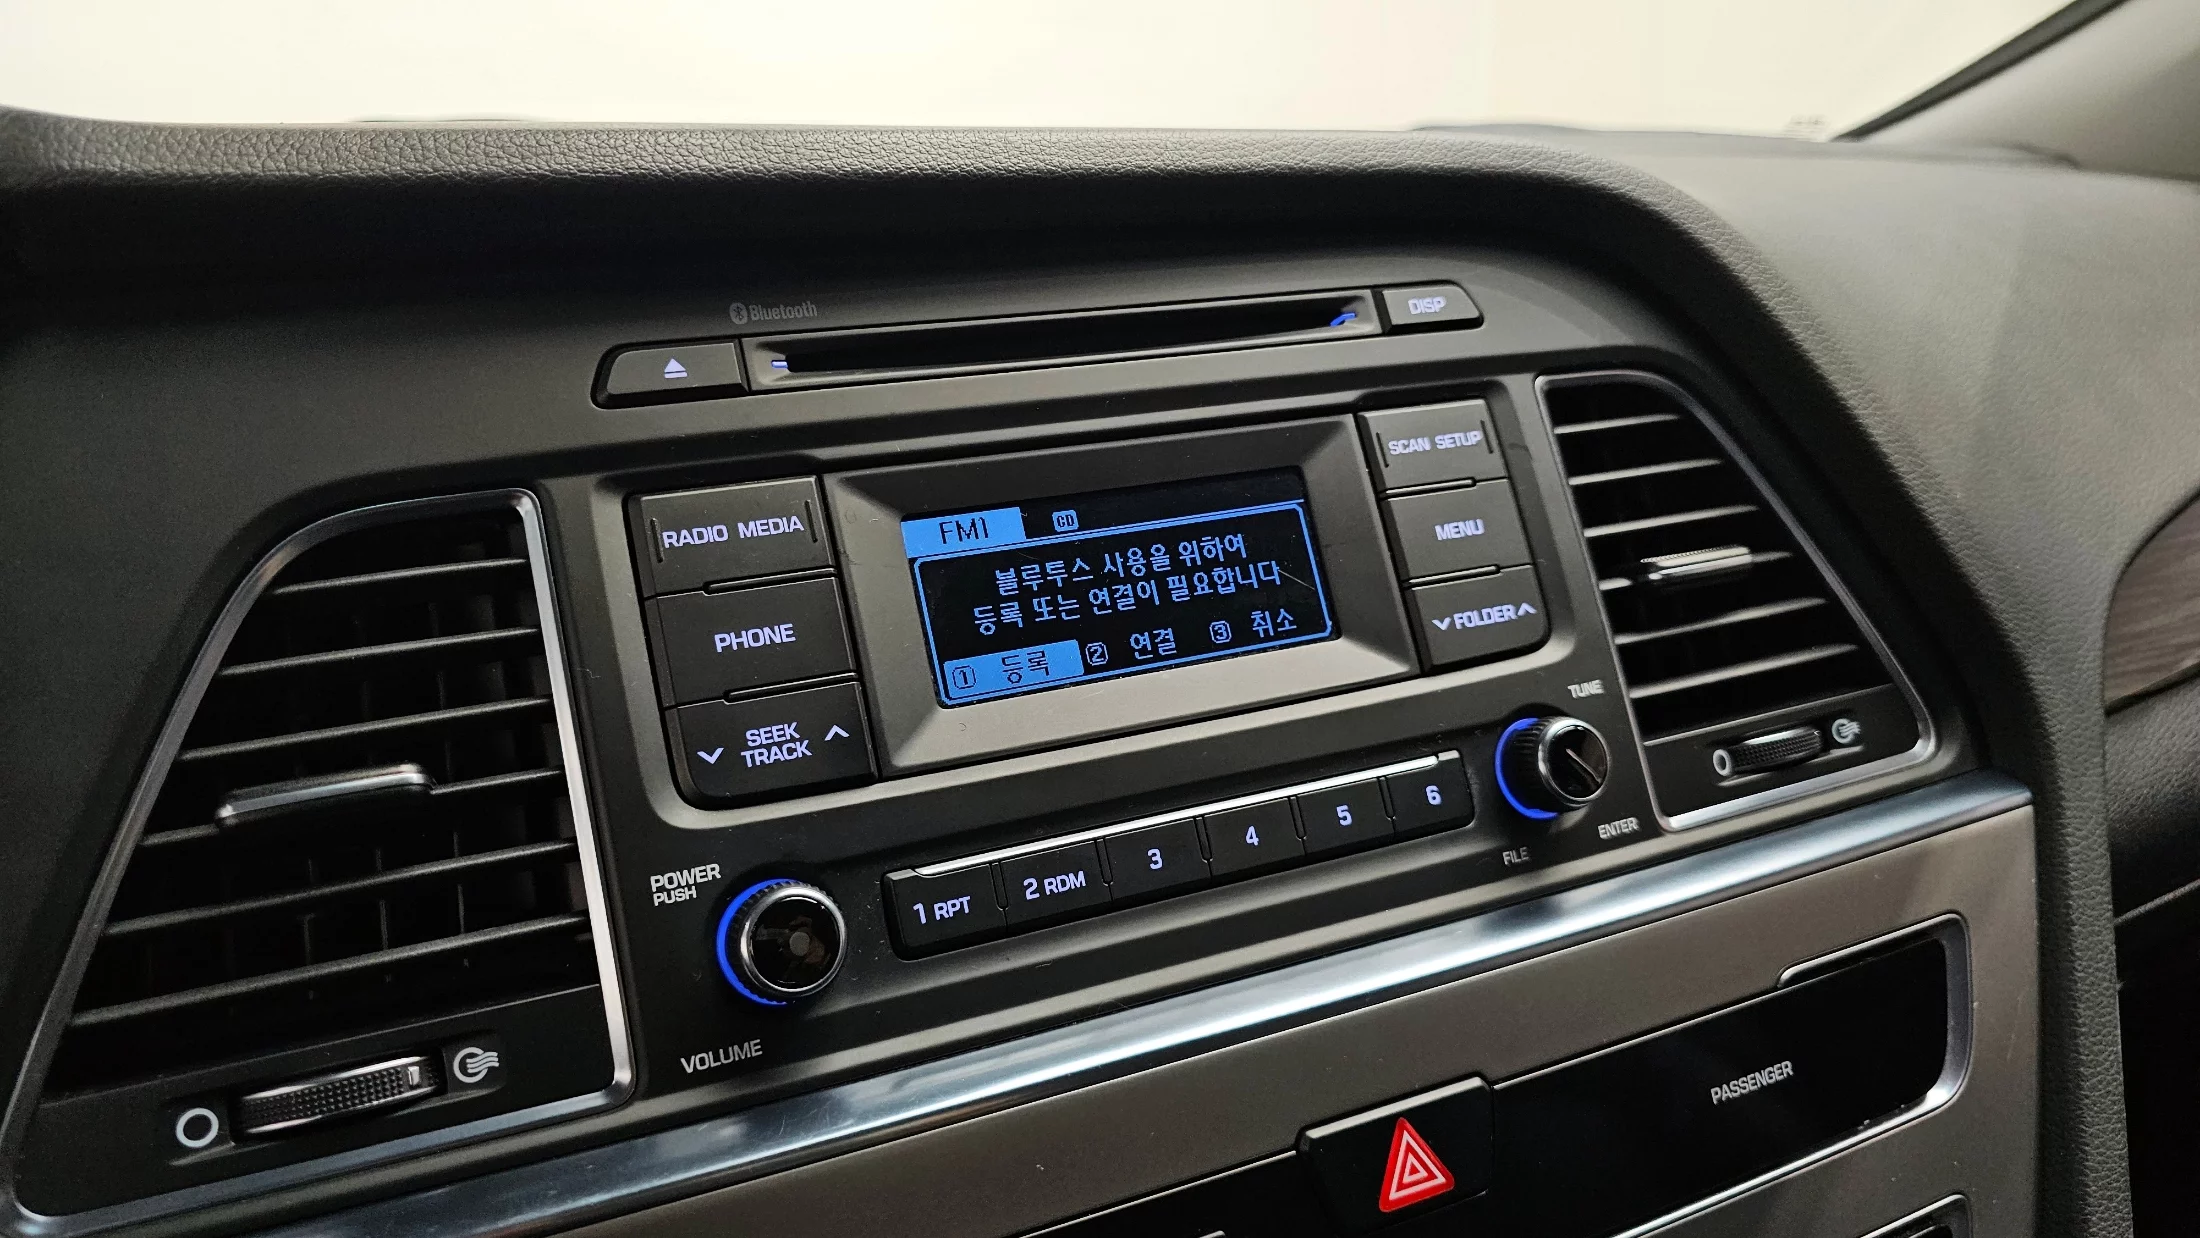 Bluetooth
DISP
RADIO MEDIA
SCAN SETUP
FM1 CD
블루투스 사용을 위하여
등록 또는 연결이 필요합니다
1 등록 2 연결 3 취소
PHONE
MENU
SEEK
TRACK
FOLDER
POWER
PUSH
VOLUME
1 RPT
2 RDM
3
4
5
6
TUNE
FILE
ENTER
PASSENGER